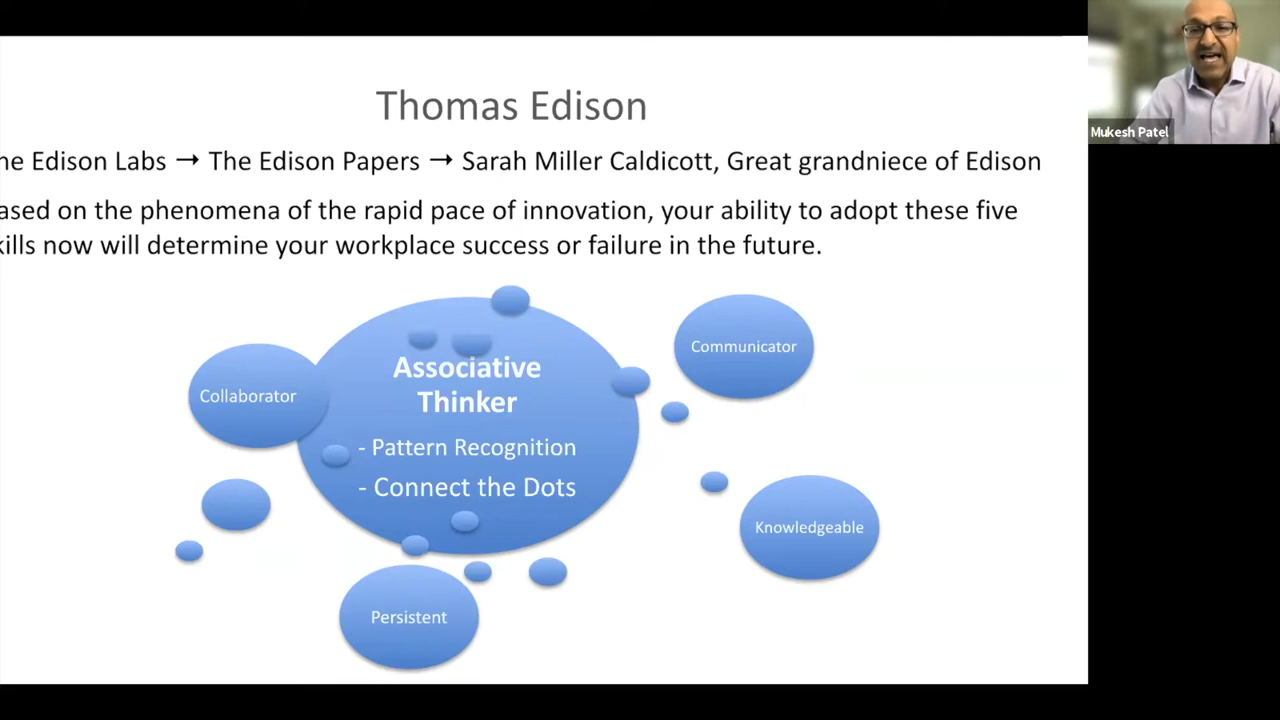 Thomas Edison
Mukesh Patel
he Edison Labs → The Edison Papers → Sarah Miller Caldicott, Great grandniece of Edison
ased on the phenomena of the rapid pace of innovation, your ability to adopt these five
kills now will determine your workplace success or failure in the future.
Communicator
Associative
Thinker
Collaborator
- Pattern Recognition
- Connect the Dots
Knowledgeable
Persistent